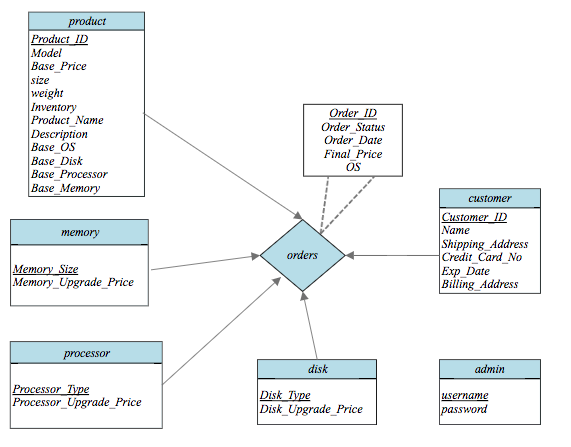 product
Product_ID
Model
Base_Price
size
weight
Inventory
Product_Name
Description
Base_OS
Base_Disk
Base_Processor
Base_Memory
Order_ID
Order_Status
Order_Date
Final_Price
OS
customer
Customer_ID
Name
Shipping_Address
Credit_Card_No
Exp_Date
Billing_Address
memory
Memory_Size
Memory_Upgrade_Price
orders
processor
Processor_Type
Processor_Upgrade_Price
disk
Disk_Type
Disk_Upgrade_Price
admin
username
password